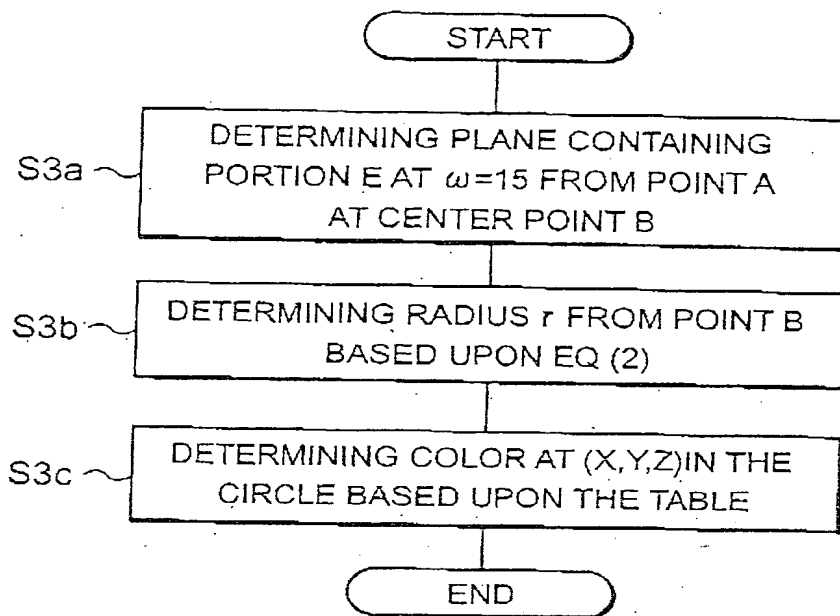 START
S3a
DETERMINING PLANE CONTAINING
PORTION E AT ω=15 FROM POINT A
AT CENTER POINT B
S3b
DETERMINING RADIUS r FROM POINT B
BASED UPON EQ (2)
S3c
DETERMINING COLOR AT (X,Y,Z)IN THE
CIRCLE BASED UPON THE TABLE
END